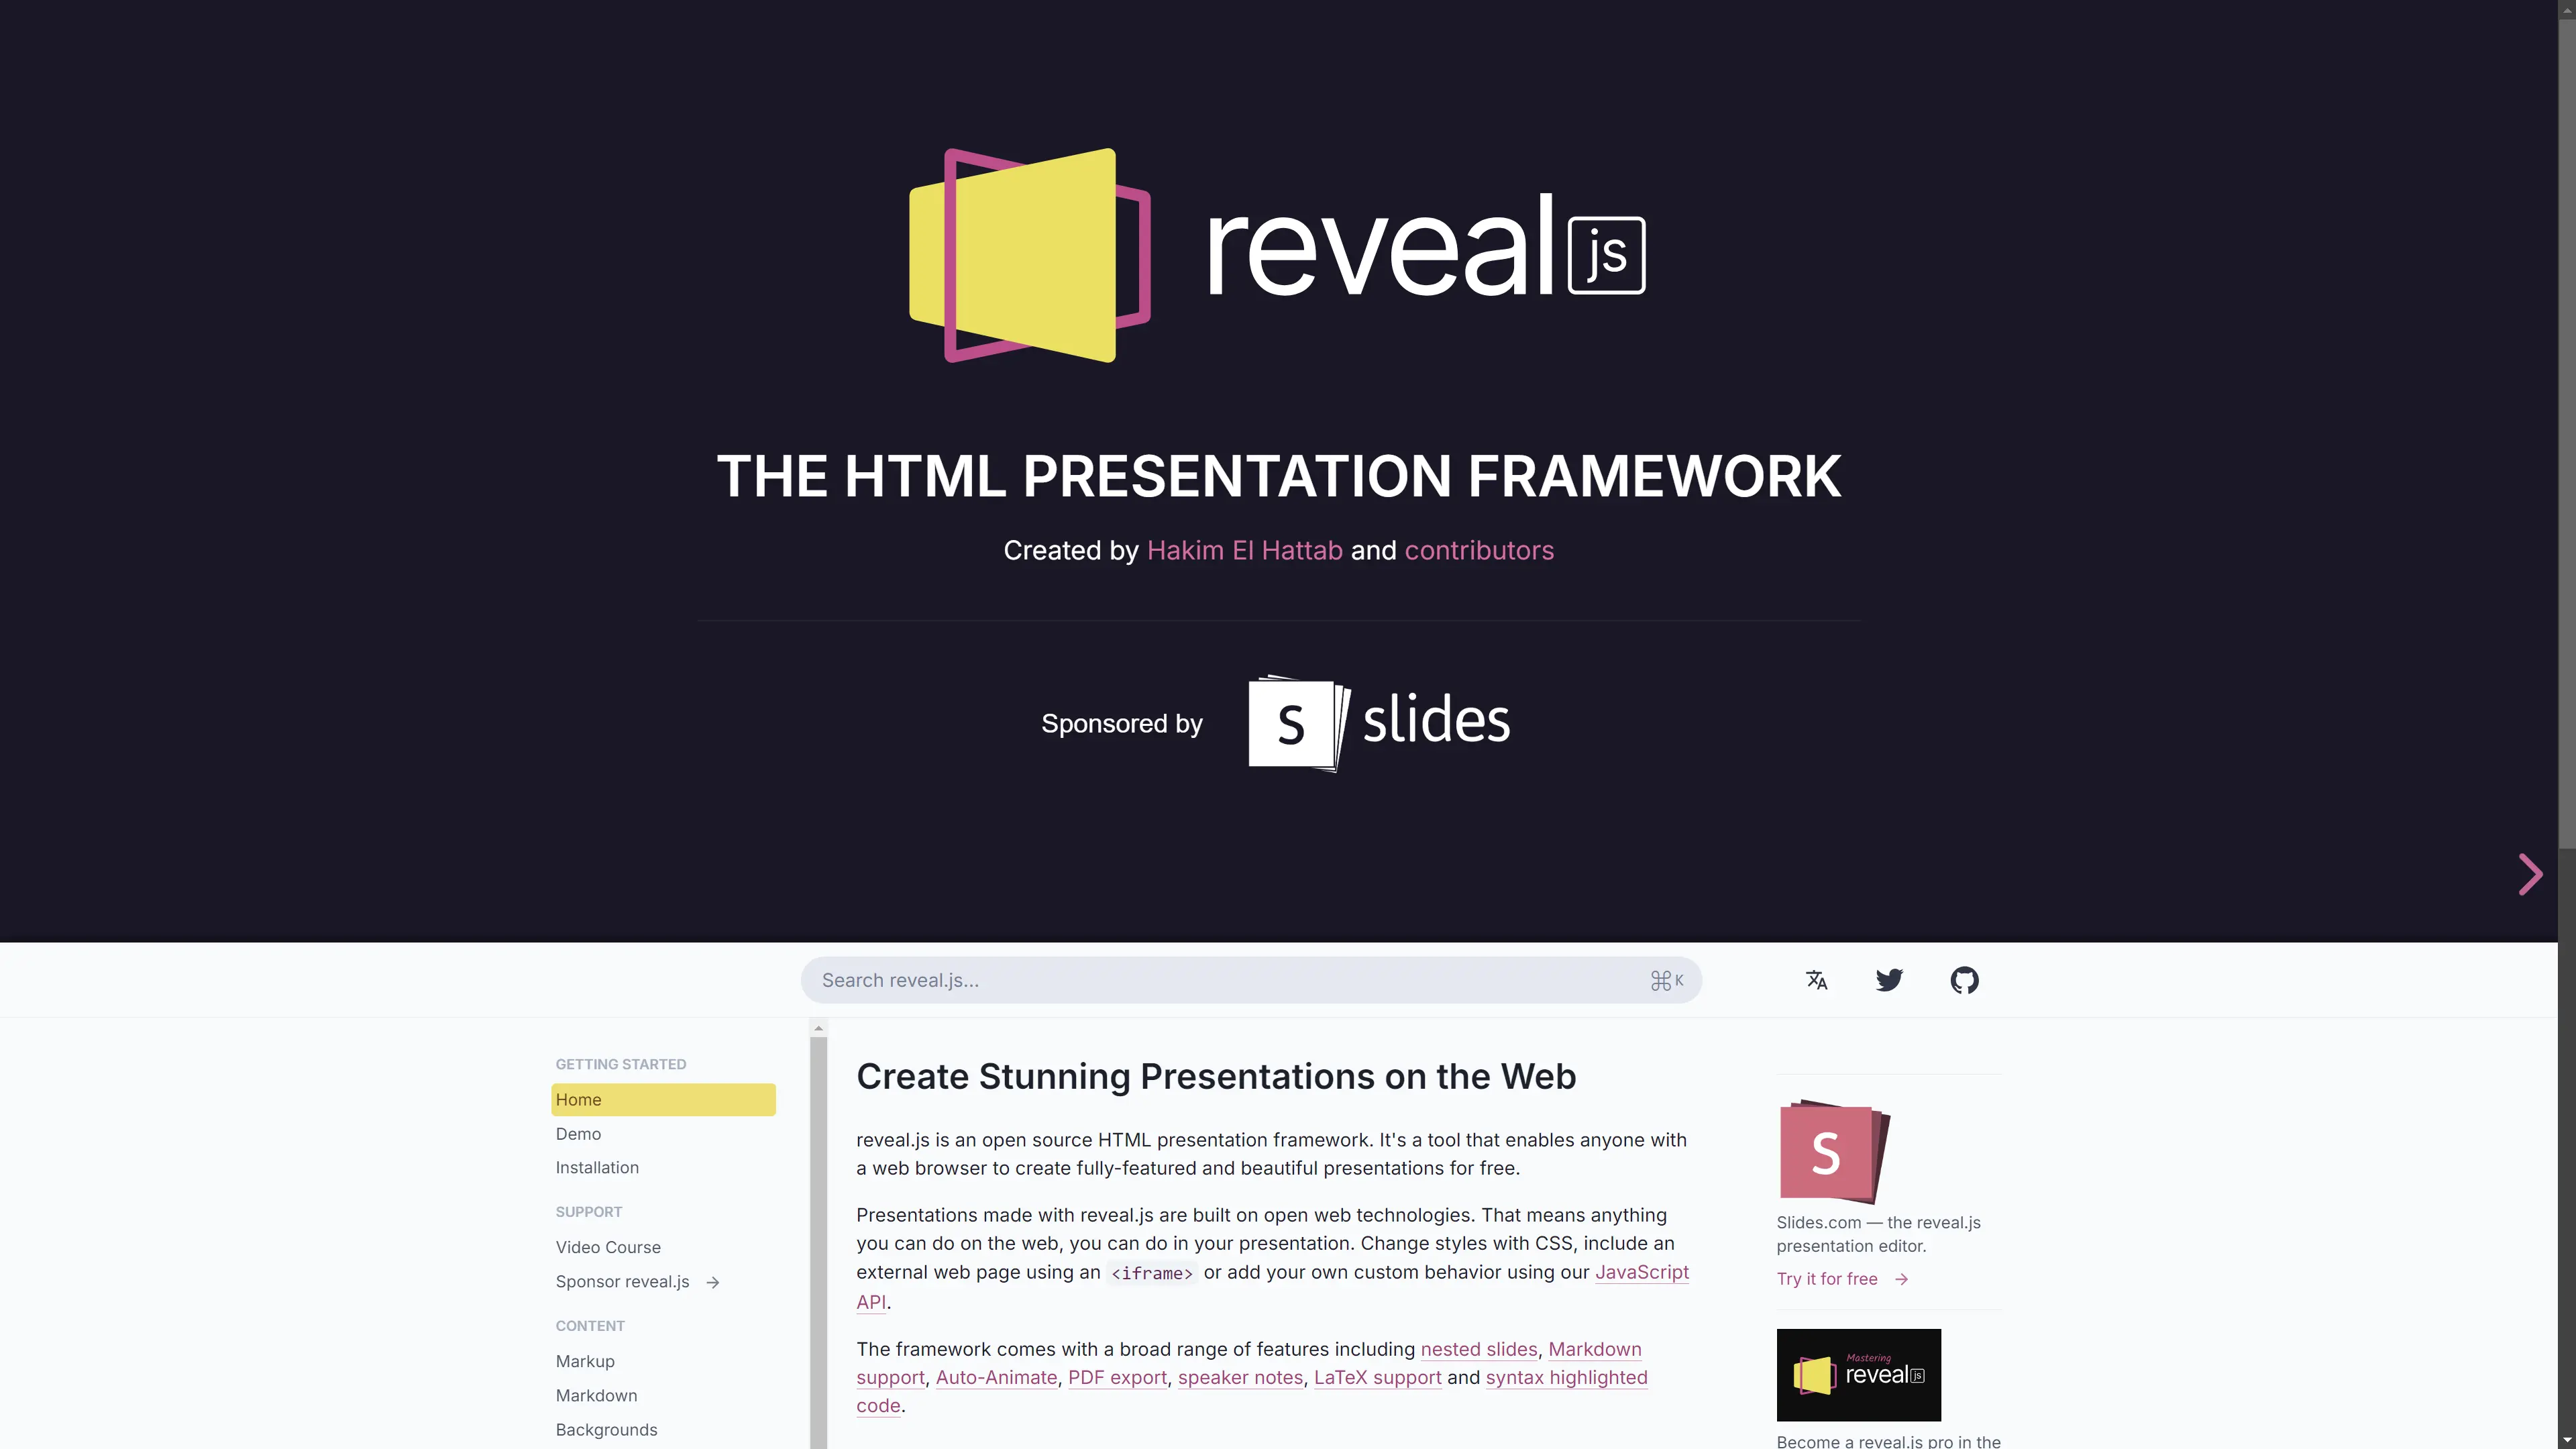 reveal js
THE HTML PRESENTATION FRAMEWORK
Created by Hakim El Hattab and contributors
Sponsored by S slides
Search reveal.js... ⌘ K
GETTING STARTED
Home
Demo
Installation
SUPPORT
Video Course
Sponsor reveal.js →
CONTENT
Markup
Markdown
Backgrounds
Create Stunning Presentations on the Web
reveal.js is an open source HTML presentation framework. It's a tool that enables anyone with
a web browser to create fully-featured and beautiful presentations for free.
Presentations made with reveal.js are built on open web technologies. That means anything
you can do on the web, you can do in your presentation. Change styles with CSS, include an
external web page using an <iframe> or add your own custom behavior using our JavaScript
API.
The framework comes with a broad range of features including nested slides, Markdown
support, Auto-Animate, PDF export, speaker notes, LaTeX support and syntax highlighted
code.
S
Slides.com — the reveal.js
presentation editor.
Try it for free →
Mastering
reveal js
Become a reveal.js pro in the